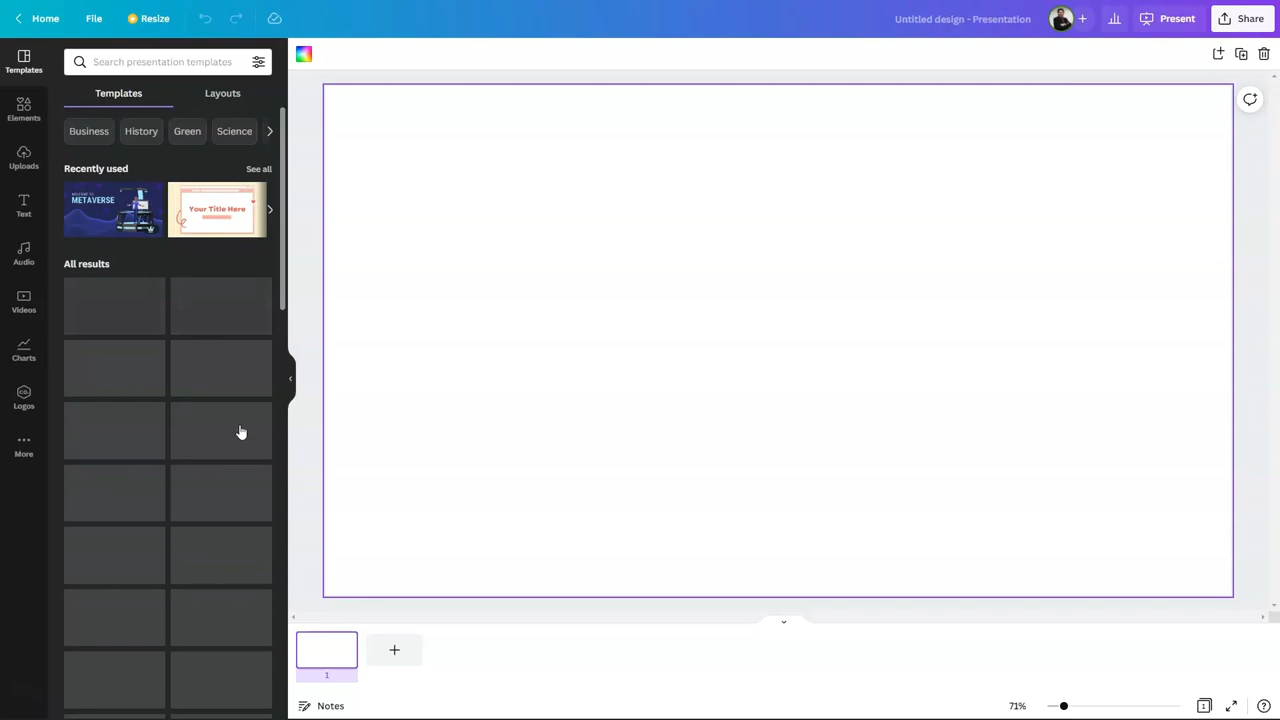 Home File Resize Untitled design - Presentation Present Share
Templates
Elements
Uploads
Text
Audio
Videos
Charts
CO.
Logos
More
Search presentation templates
Templates Layouts
Business History Green Science
Recently used See all
WELCOME TO
METAVERSE
Your Title Here
All results
1
Notes 71% 1